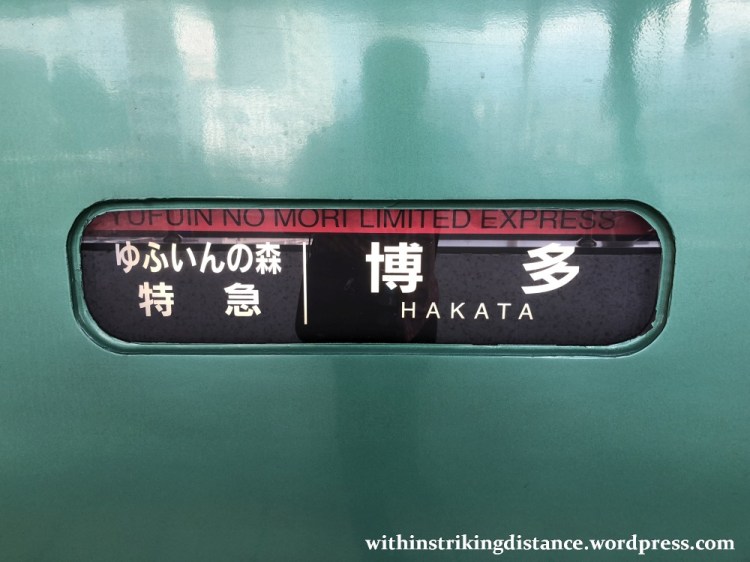 YUFUIN NO MORI LIMITED EXPRESS
ゆふいんの森
特急
博多
HAKATA
withinstrikingdistance.wordpress.com